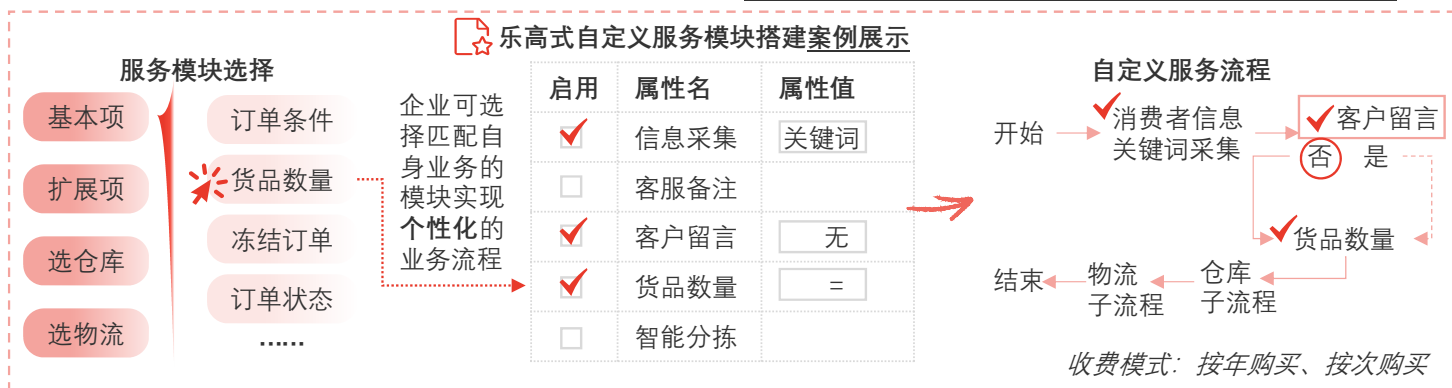 乐高式自定义服务模块搭建案例展示
服务模块选择
基本项
扩展项
选仓库
选物流
订单条件
货品数量
冻结订单
订单状态
……
企业可选
择匹配自
身业务的
模块实现
个性化的
业务流程
启用 属性名 属性值
信息采集 关键词
客服备注
客户留言 无
货品数量 =
智能分拣
自定义服务流程
开始
消费者信息
关键词采集
客户留言
否 是
货品数量
仓库
子流程
物流
子流程
结束
收费模式：按年购买、按次购买